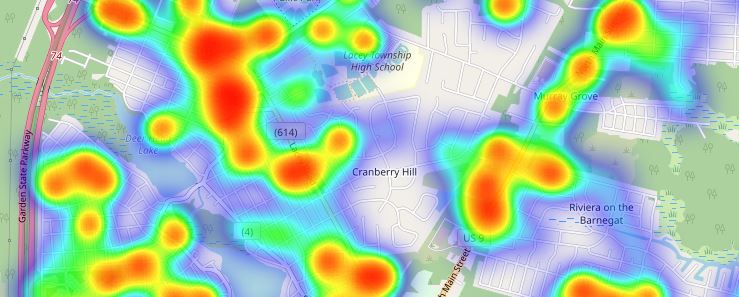 74
Lacey Township
High School
Murray Grove
(614)
Deer Head
Lake
Cranberry Hill
Garden State Parkway
Riviera on the
Barnegat
(4)
US 9
h Main Street